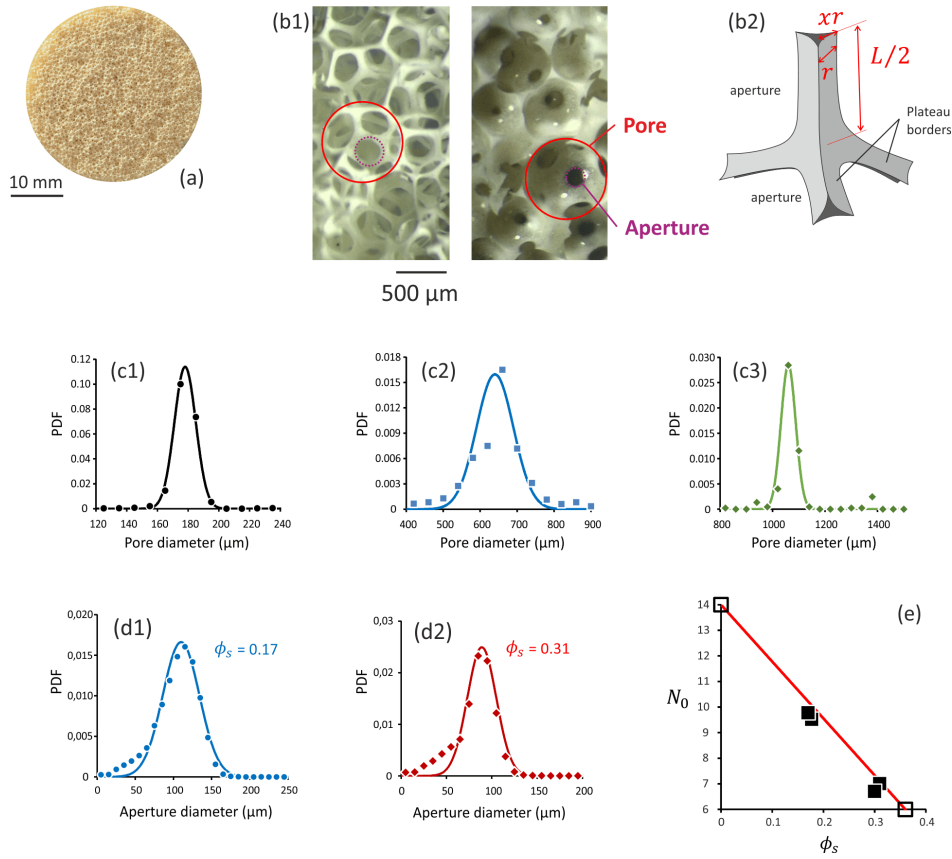 10 mm
(a)
(b1)
Pore
Aperture
500 µm
(b2)
xr
r
L/2
aperture
aperture
Plateau
borders
(c1)
PDF
0.12
0.10
0.08
0.06
0.04
0.02
0
120 140 160 180 200 220 240
Pore diameter (µm)
(c2)
PDF
0.018
0.015
0.012
0.009
0.006
0.003
0
400 500 600 700 800 900
Pore diameter (µm)
(c3)
PDF
0.030
0.025
0.020
0.015
0.010
0.005
0
800 1000 1200 1400
Pore diameter (µm)
(d1)
ϕs = 0.17
PDF
0,020
0,015
0,010
0,005
0
0 50 100 150 200 250
Aperture diameter (µm)
(d2)
ϕs = 0.31
PDF
0,03
0,02
0,01
0
0 50 100 150 200
Aperture diameter (µm)
(e)
N0
14
13
12
11
10
9
8
7
6
0 0.1 0.2 0.3 0.4
ϕs